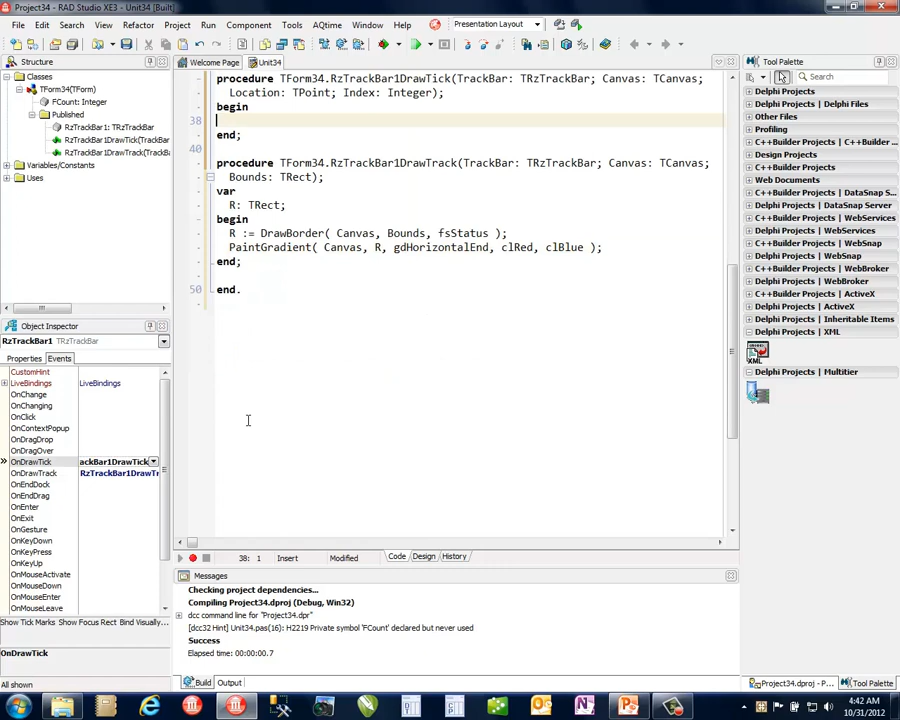 Project34 - RAD Studio XE3 - Unit34 [Built]
File Edit Search View Refactor Project Run Component Tools AQtime Window Help Presentation Layout
Structure
Classes
TForm34(TForm)
FCount: Integer
Published
RzTrackBar1: TRzTrackBar
RzTrackBar1DrawTick(TrackBar
RzTrackBar1DrawTrack(TrackBa
Variables/Constants
Uses
Object Inspector
RzTrackBar1 TRzTrackBar
Properties Events
CustomHint
LiveBindings LiveBindings
OnChange
OnChanging
OnClick
OnContextPopup
OnDragDrop
OnDragOver
OnDrawTick ackBar1DrawTick
OnDrawTrack RzTrackBar1DrawTr
OnEndDock
OnEndDrag
OnEnter
OnExit
OnGesture
OnKeyDown
OnKeyPress
OnKeyUp
OnMouseActivate
OnMouseDown
OnMouseEnter
OnMouseLeave
Show Tick Marks Show Focus Rect Bind Visually...
OnDrawTick
All shown
Welcome Page Unit34
procedure TForm34.RzTrackBar1DrawTick(TrackBar: TRzTrackBar; Canvas: TCanvas;
Location: TPoint; Index: Integer);
begin
38
end;
40
procedure TForm34.RzTrackBar1DrawTrack(TrackBar: TRzTrackBar; Canvas: TCanvas;
Bounds: TRect);
var
R: TRect;
begin
R := DrawBorder( Canvas, Bounds, fsStatus );
PaintGradient( Canvas, R, gdHorizontalEnd, clRed, clBlue );
end;
50 end.
38: 1 Insert Modified Code Design History
Messages
Checking project dependencies...
Compiling Project34.dproj (Debug, Win32)
dcc command line for "Project34.dpr"
[dcc32 Hint] Unit34.pas(16): H2219 Private symbol 'FCount' declared but never used
Success
Elapsed time: 00:00:00.7
Build Output
Tool Palette
Search
Delphi Projects
Delphi Projects | Delphi Files
Other Files
Profiling
C++Builder Projects | C++Builder ...
Design Projects
C++Builder Projects
Web Documents
C++Builder Projects | DataSnap S...
Delphi Projects | DataSnap Server
C++Builder Projects | WebServices
Delphi Projects | WebServices
C++Builder Projects | WebSnap
Delphi Projects | WebSnap
C++Builder Projects | WebBroker
Delphi Projects | WebBroker
C++Builder Projects | ActiveX
Delphi Projects | ActiveX
Delphi Projects | Inheritable Items
Delphi Projects | XML
XML
Delphi Projects | Multitier
Project34.dproj - P... Tool Palette
4:42 AM
10/31/2012